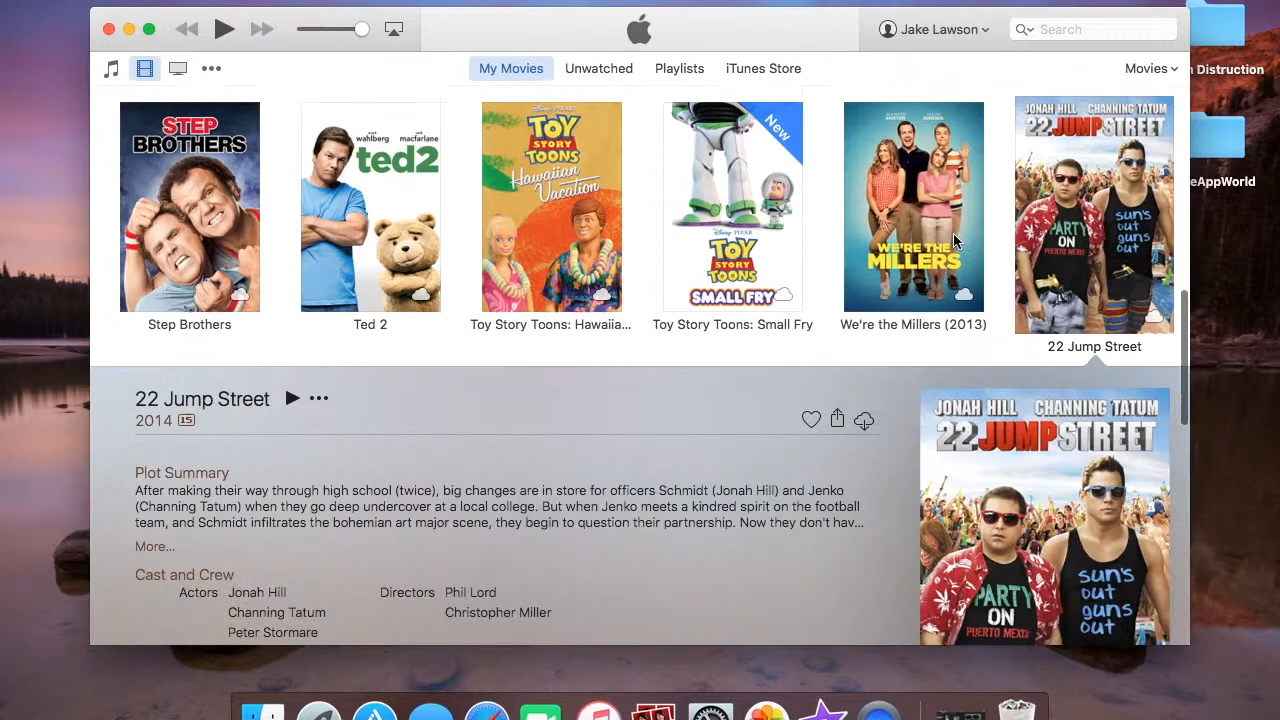 Jake Lawson
Search
My Movies
Unwatched
Playlists
iTunes Store
Movies
n Distruction
eAppWorld
STEP
BROTHERS
mark
wahlberg
seth
macfarlane
ted2
DISNEY · PIXAR
TOY
STORY
TOONS
Hawaiian
Vacation
New
DISNEY · PIXAR
TOY
STORY
TOONS
SMALL FRY
WE'RE THE
MILLERS
JONAH HILL CHANNING TATUM
22 JUMP STREET
PARTY
ON
PUERTO MEXICO
SUN'S
OUT
GUNS
OUT
Step Brothers
Ted 2
Toy Story Toons: Hawaiia...
Toy Story Toons: Small Fry
We're the Millers (2013)
22 Jump Street
22 Jump Street
2014 15
Plot Summary
After making their way through high school (twice), big changes are in store for officers Schmidt (Jonah Hill) and Jenko
(Channing Tatum) when they go deep undercover at a local college. But when Jenko meets a kindred spirit on the football
team, and Schmidt infiltrates the bohemian art major scene, they begin to question their partnership. Now they don't hav...
More...
Cast and Crew
Actors Jonah Hill
Channing Tatum
Peter Stormare
Directors Phil Lord
Christopher Miller
JONAH HILL CHANNING TATUM
22 JUMP STREET
PARTY
ON
PUERTO MEXICO
SUN'S
OUT
GUNS
OUT